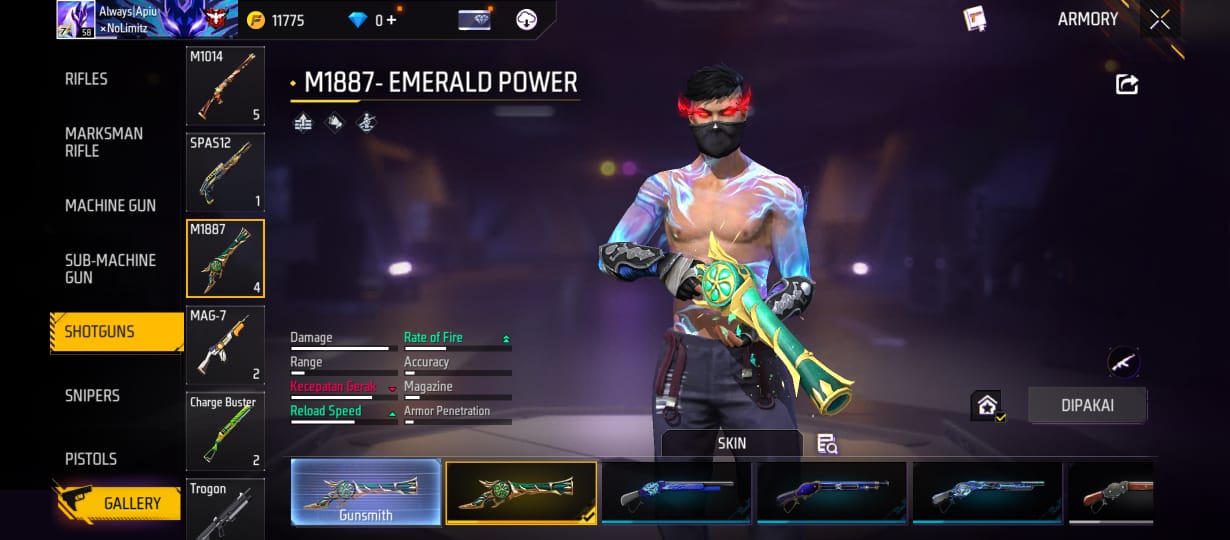 Always|Apiu
×NoLimitz
58
11775
0+
ARMORY
RIFLES
MARKSMAN
RIFLE
MACHINE GUN
SUB-MACHINE
GUN
SHOTGUNS
SNIPERS
PISTOLS
GALLERY
M1014
5
SPAS12
1
M1887
4
MAG-7
2
Charge Buster
2
Trogon
M1887- EMERALD POWER
Damage
Rate of Fire
Range
Accuracy
Kecepatan Gerak
Magazine
Reload Speed
Armor Penetration
DIPAKAI
SKIN
Gunsmith